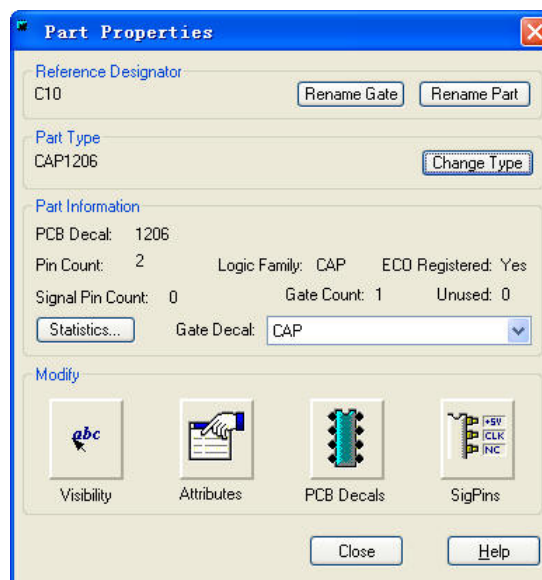 Part Properties
Reference Designator
C10
Rename Gate
Rename Part
Part Type
CAP1206
Change Type
Part Information
PCB Decal: 1206
Pin Count: 2 Logic Family: CAP ECO Registered: Yes
Signal Pin Count: 0 Gate Count: 1 Unused: 0
Statistics... Gate Decal: CAP
Modify
abc
+5V
CLK
NC
Visibility Attributes PCB Decals SigPins
Close Help